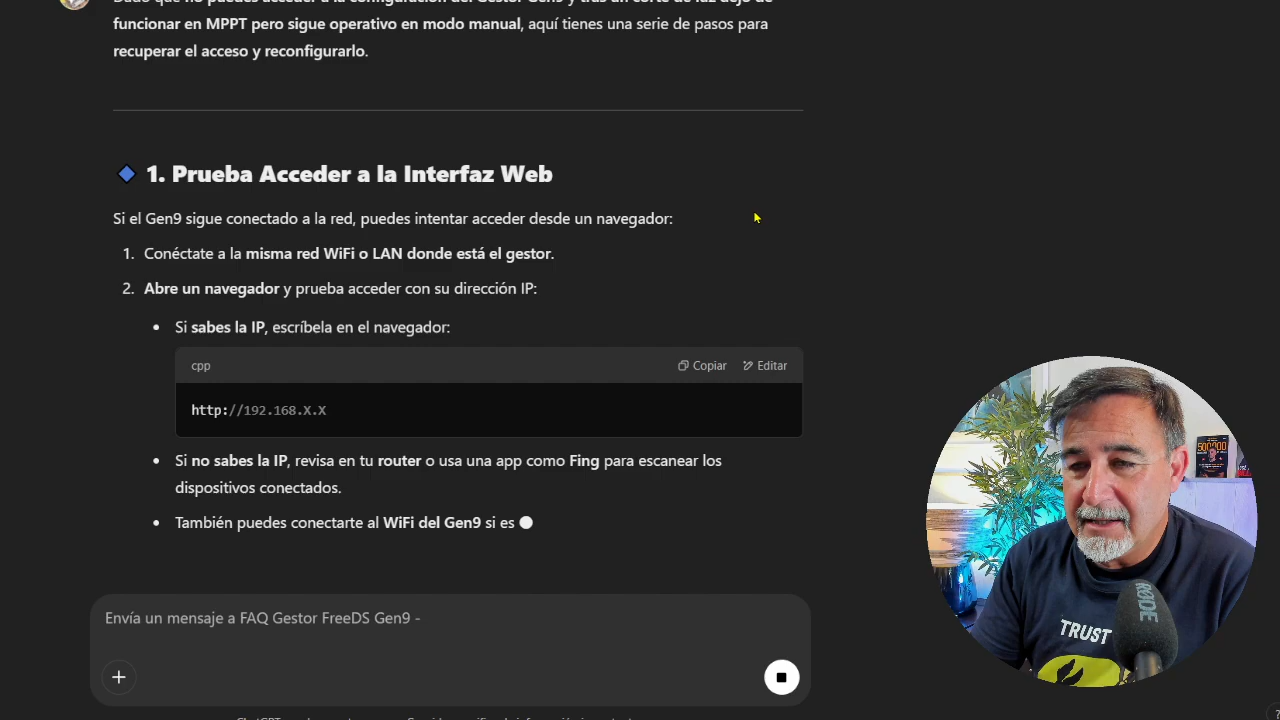 funcionar en MPPT pero sigue operativo en modo manual, aquí tienes una serie de pasos para
recuperar el acceso y reconfigurarlo.
1. Prueba Acceder a la Interfaz Web
Si el Gen9 sigue conectado a la red, puedes intentar acceder desde un navegador:
1. Conéctate a la misma red WiFi o LAN donde está el gestor.
2. Abre un navegador y prueba acceder con su dirección IP:
• Si sabes la IP, escríbela en el navegador:
cpp Copiar Editar
http://192.168.X.X
• Si no sabes la IP, revisa en tu router o usa una app como Fing para escanear los
dispositivos conectados.
• También puedes conectarte al WiFi del Gen9 si es
Envía un mensaje a FAQ Gestor FreeDS Gen9 -
500.000
RØDE
TRUST